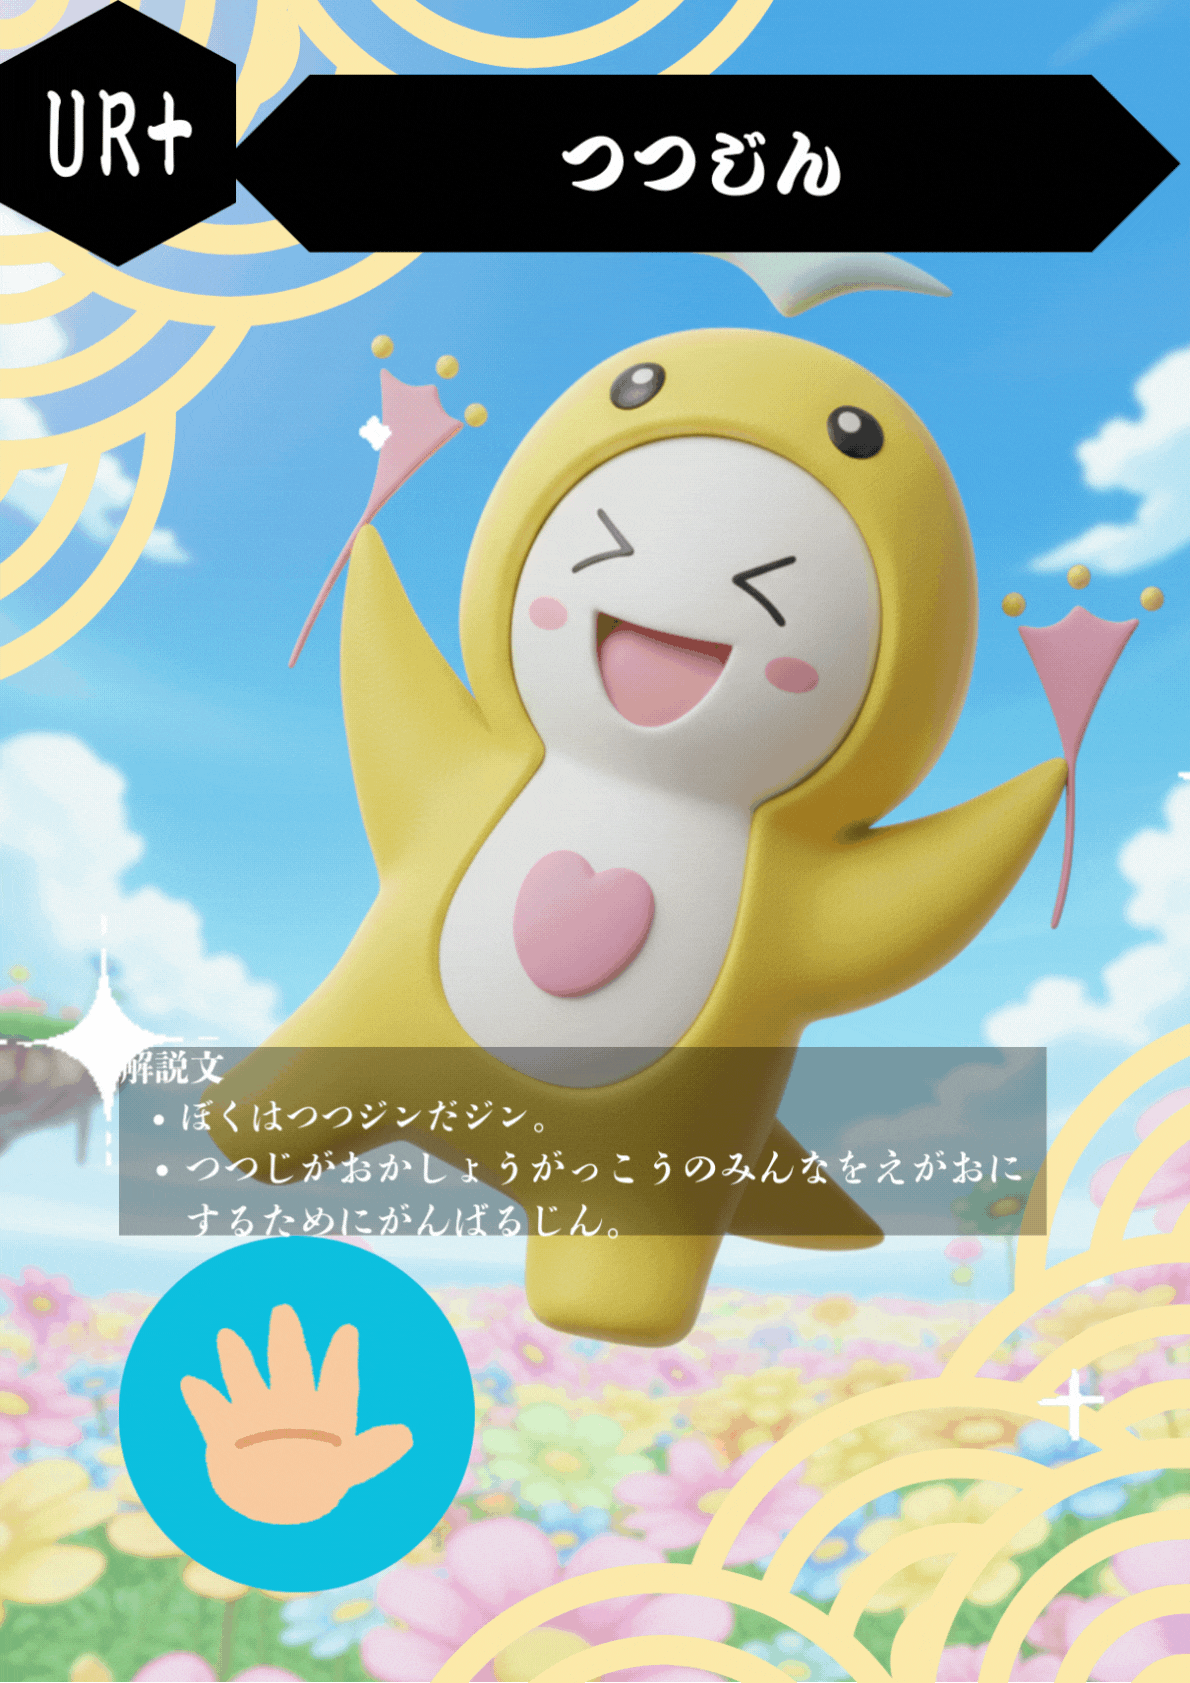 UR+
つつじん
解説文
• ぼくはつつジンだジン。
• つつじがおかしょうがっこうのみんなをえがおに
するためにがんばるじん。